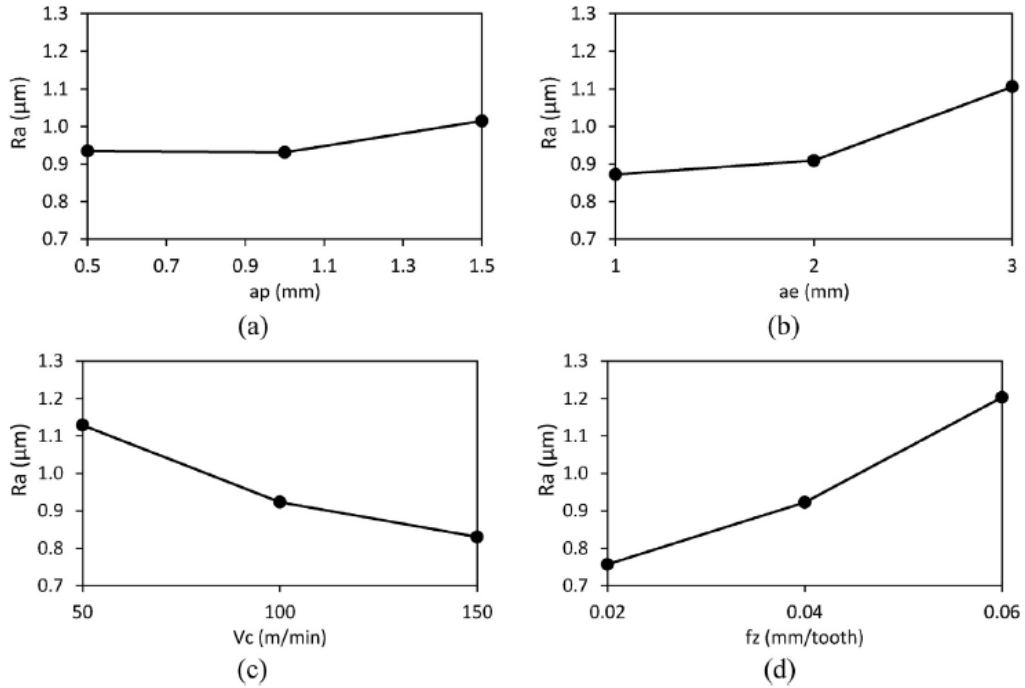 1.3
1.2
1.1
1.0
0.9
0.8
0.7
Ra (µm)
0.5 0.7 0.9 1.1 1.3 1.5
ap (mm)
(a)
1.3
1.2
1.1
1.0
0.9
0.8
0.7
Ra (µm)
1 2 3
ae (mm)
(b)
1.3
1.2
1.1
1.0
0.9
0.8
0.7
Ra (µm)
50 100 150
Vc (m/min)
(c)
1.3
1.2
1.1
1.0
0.9
0.8
0.7
Ra (µm)
0.02 0.04 0.06
fz (mm/tooth)
(d)